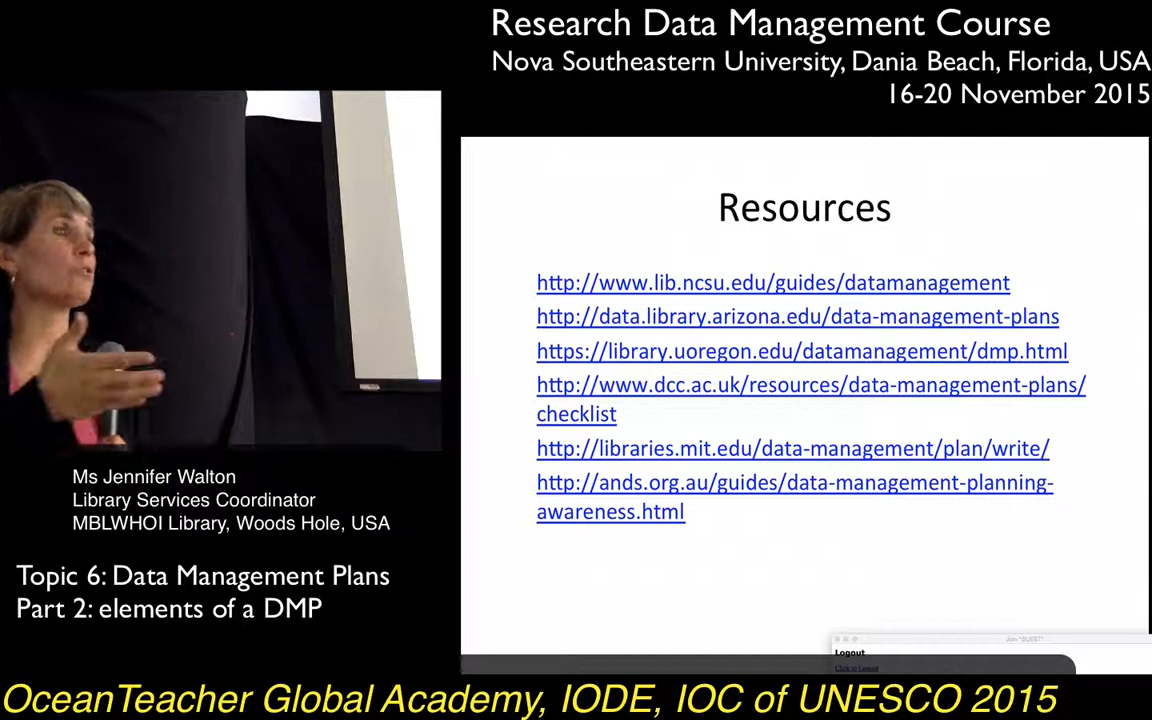 Research Data Management Course
Nova Southeastern University, Dania Beach, Florida, USA
16-20 November 2015
Resources
http://www.lib.ncsu.edu/guides/datamanagement
http://data.library.arizona.edu/data-management-plans
https://library.uoregon.edu/datamanagement/dmp.html
http://www.dcc.ac.uk/resources/data-management-plans/
checklist
http://libraries.mit.edu/data-management/plan/write/
http://ands.org.au/guides/data-management-planning-
awareness.html
Join "GUEST"
Logout
Click to Logout
Ms Jennifer Walton
Library Services Coordinator
MBLWHOI Library, Woods Hole, USA
Topic 6: Data Management Plans
Part 2: elements of a DMP
OceanTeacher Global Academy, IODE, IOC of UNESCO 2015